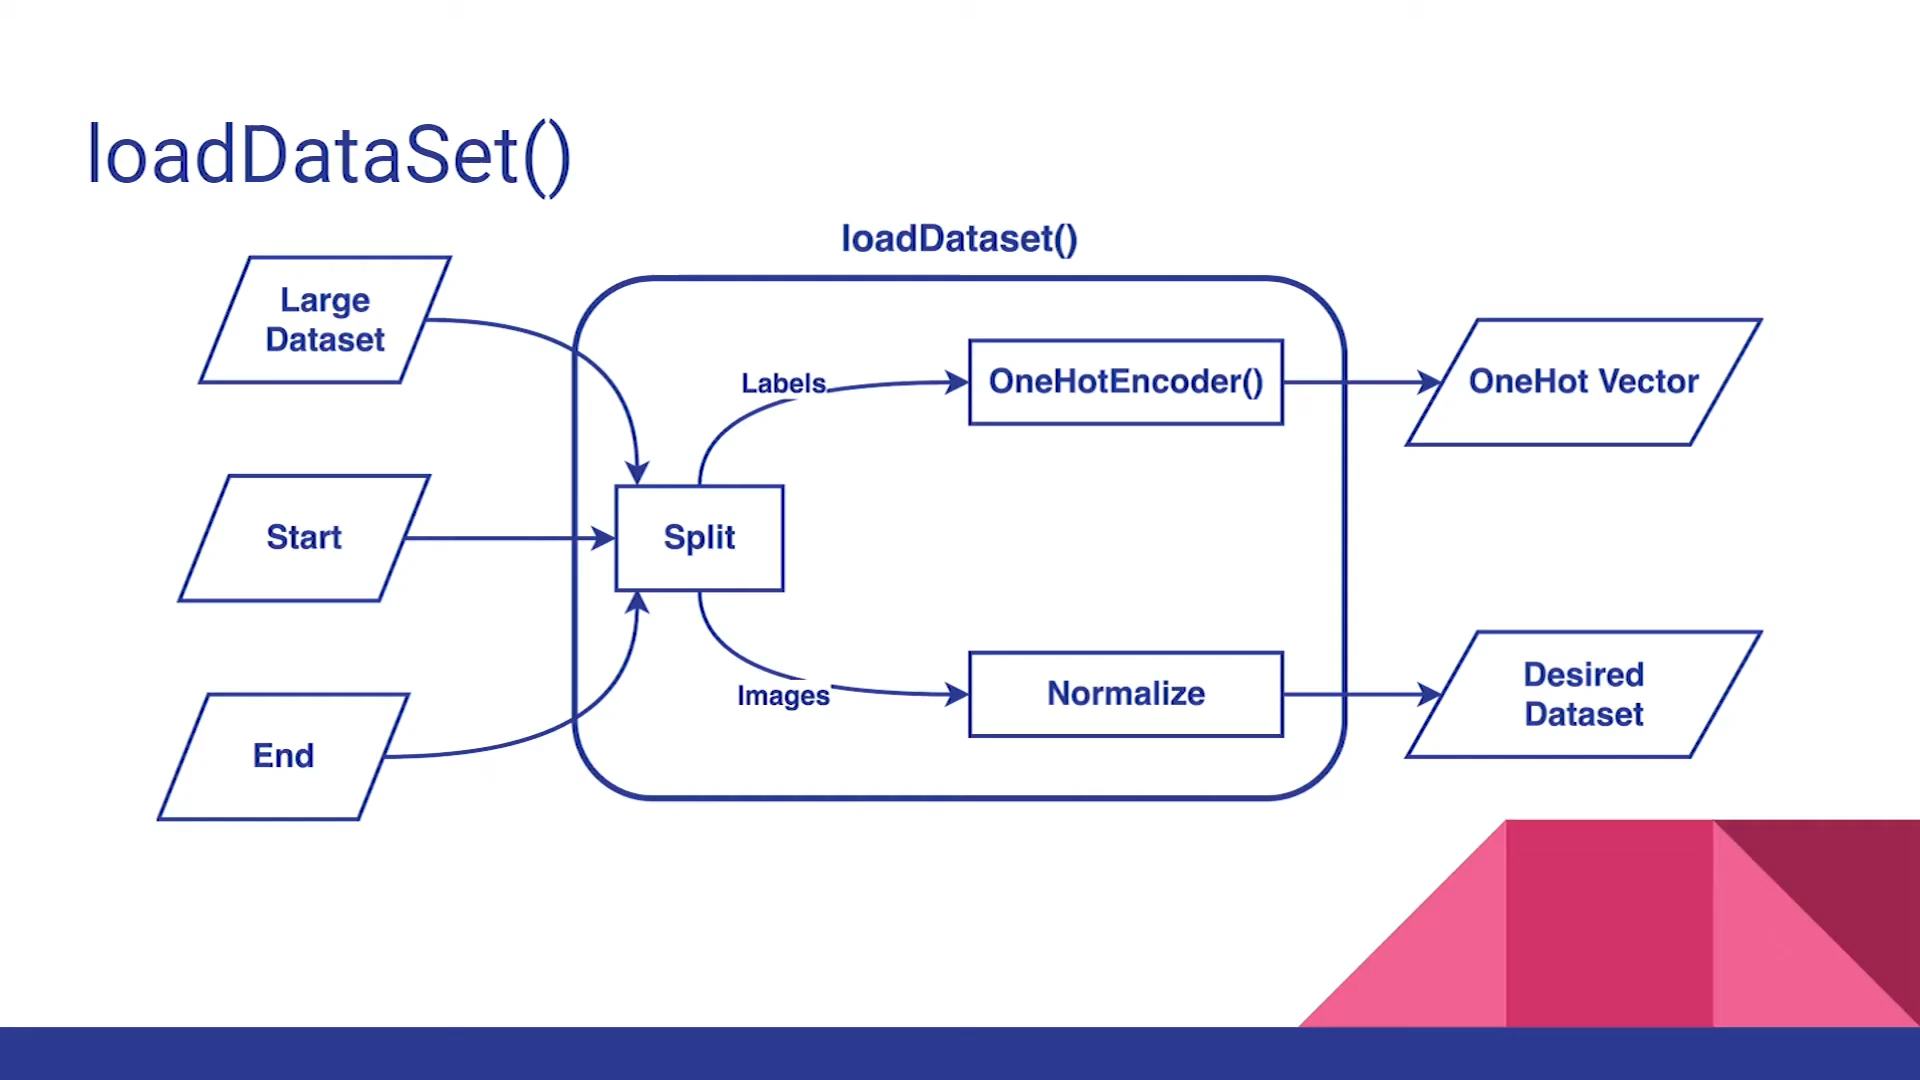 loadDataSet()
loadDataset()
Large
Dataset
Start
End
Split
Labels
Images
OneHotEncoder()
Normalize
OneHot Vector
Desired
Dataset